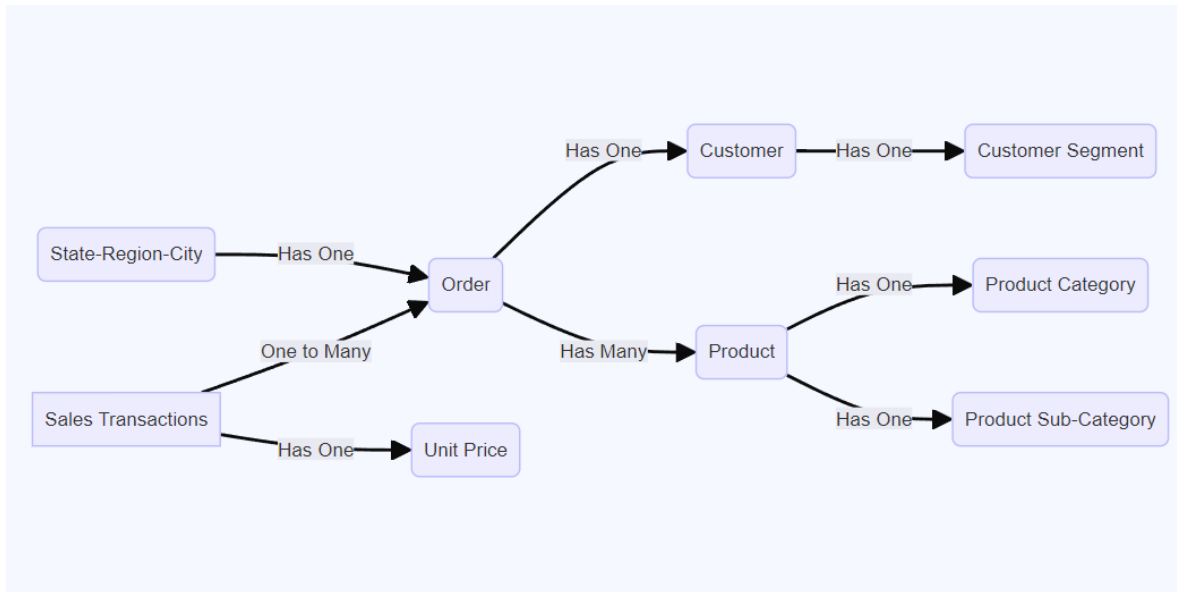 Has One
Customer
Has One
Customer Segment
State-Region-City
Has One
Order
Has One
Product Category
One to Many
Has Many
Product
Sales Transactions
Has One
Product Sub-Category
Has One
Unit Price